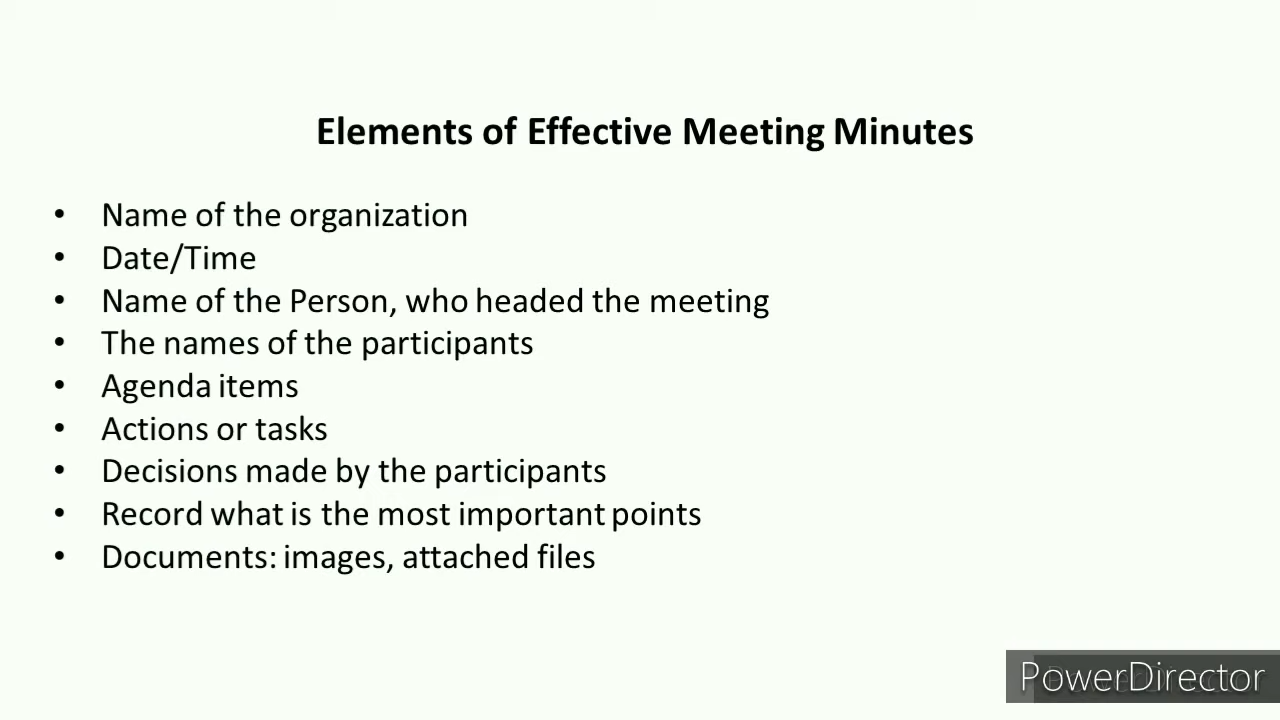 Elements of Effective Meeting Minutes
• Name of the organization
• Date/Time
• Name of the Person, who headed the meeting
• The names of the participants
• Agenda items
• Actions or tasks
• Decisions made by the participants
• Record what is the most important points
• Documents: images, attached files
PowerDirector